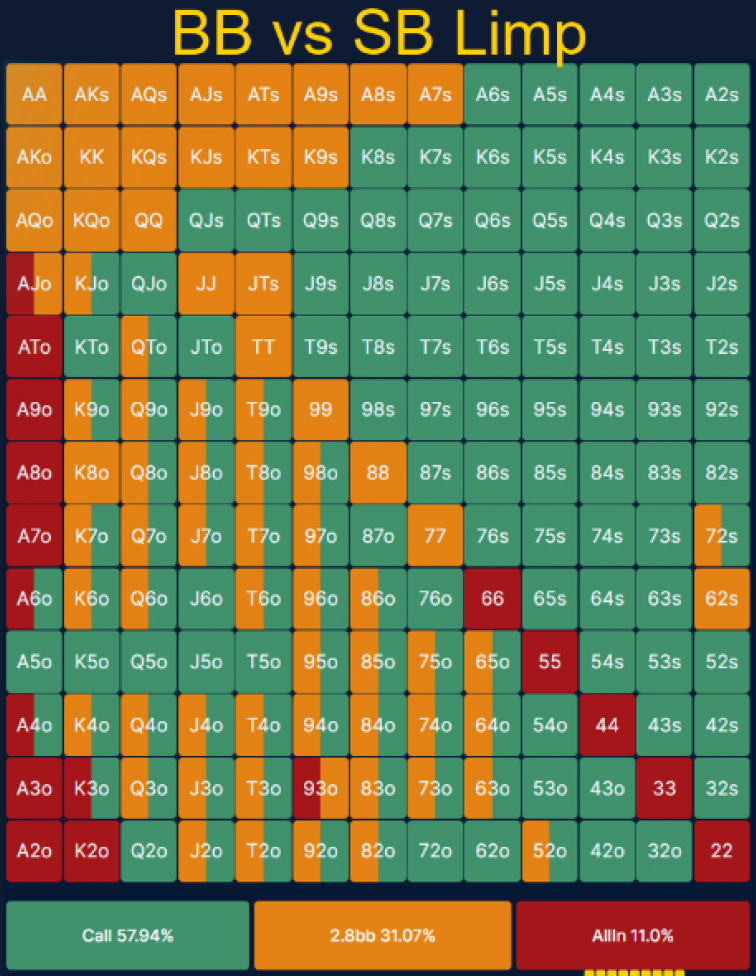 BB vs SB Limp
AA AKs AQs AJs ATs A9s A8s A7s A6s A5s A4s A3s A2s
AKo KK KQs KJs KTs K9s K8s K7s K6s K5s K4s K3s K2s
AQo KQo QQ QJs QTs Q9s Q8s Q7s Q6s Q5s Q4s Q3s Q2s
AJo KJo QJo JJ JTs J9s J8s J7s J6s J5s J4s J3s J2s
ATo KTo QTo JTo TT T9s T8s T7s T6s T5s T4s T3s T2s
A9o K9o Q9o J9o T9o 99 98s 97s 96s 95s 94s 93s 92s
A8o K8o Q8o J8o T8o 98o 88 87s 86s 85s 84s 83s 82s
A7o K7o Q7o J7o T7o 97o 87o 77 76s 75s 74s 73s 72s
A6o K6o Q6o J6o T6o 96o 86o 76o 66 65s 64s 63s 62s
A5o K5o Q5o J5o T5o 95o 85o 75o 65o 55 54s 53s 52s
A4o K4o Q4o J4o T4o 94o 84o 74o 64o 54o 44 43s 42s
A3o K3o Q3o J3o T3o 93o 83o 73o 63o 53o 43o 33 32s
A2o K2o Q2o J2o T2o 92o 82o 72o 62o 52o 42o 32o 22
Call 57.94% 2.8bb 31.07% AllIn 11.0%